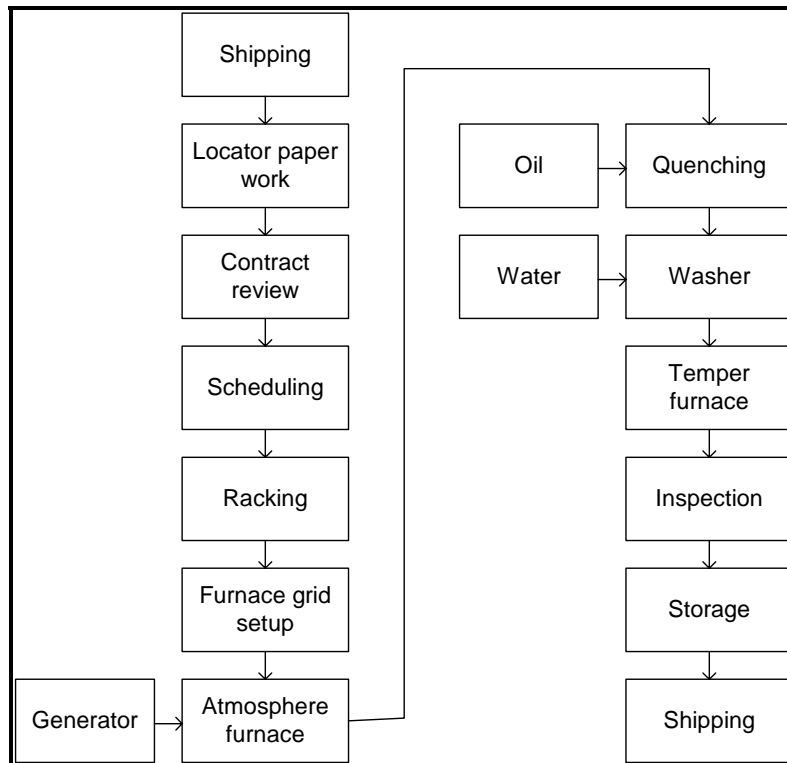 Shipping
Locator paper
work
Contract
review
Scheduling
Racking
Furnace grid
setup
Generator
Atmosphere
furnace
Oil
Quenching
Water
Washer
Temper
furnace
Inspection
Storage
Shipping